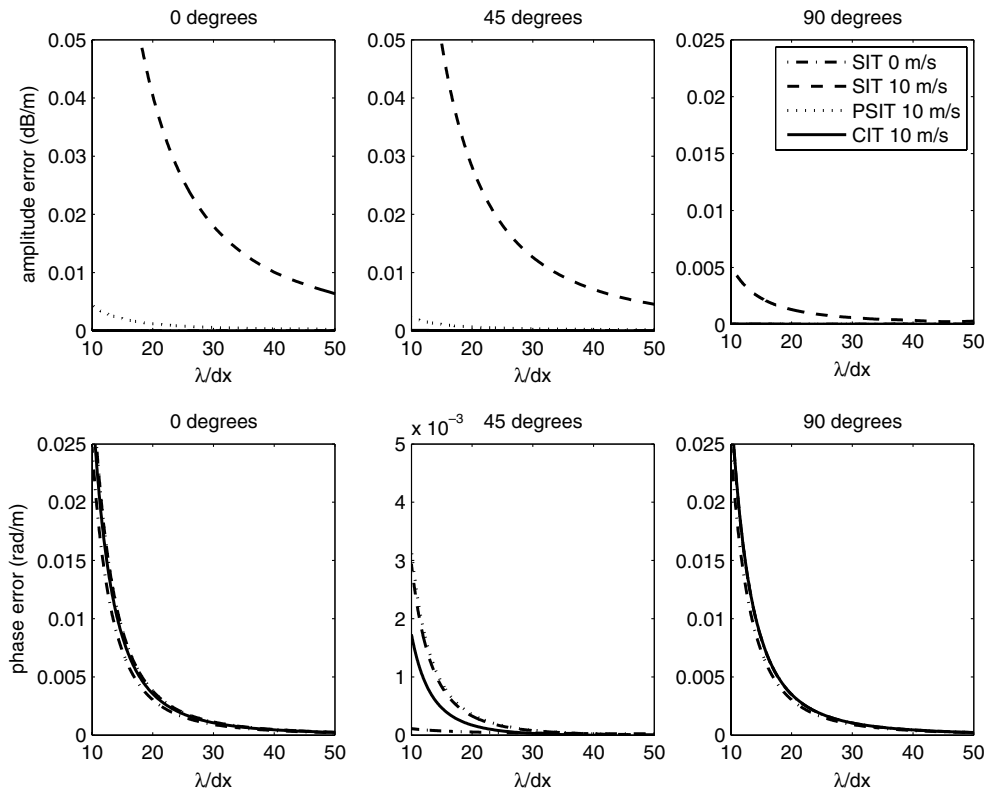 0 degrees
45 degrees
90 degrees
amplitude error (dB/m)
0.05
0.04
0.03
0.02
0.01
0
10 20 30 40 50
λ/dx
0.05
0.04
0.03
0.02
0.01
0
10 20 30 40 50
λ/dx
0.025
0.02
0.015
0.01
0.005
0
10 20 30 40 50
λ/dx
SIT 0 m/s
SIT 10 m/s
PSIT 10 m/s
CIT 10 m/s
0 degrees
45 degrees
90 degrees
phase error (rad/m)
0.025
0.02
0.015
0.01
0.005
0
10 20 30 40 50
λ/dx
x 10⁻³
5
4
3
2
1
0
10 20 30 40 50
λ/dx
0.025
0.02
0.015
0.01
0.005
0
10 20 30 40 50
λ/dx